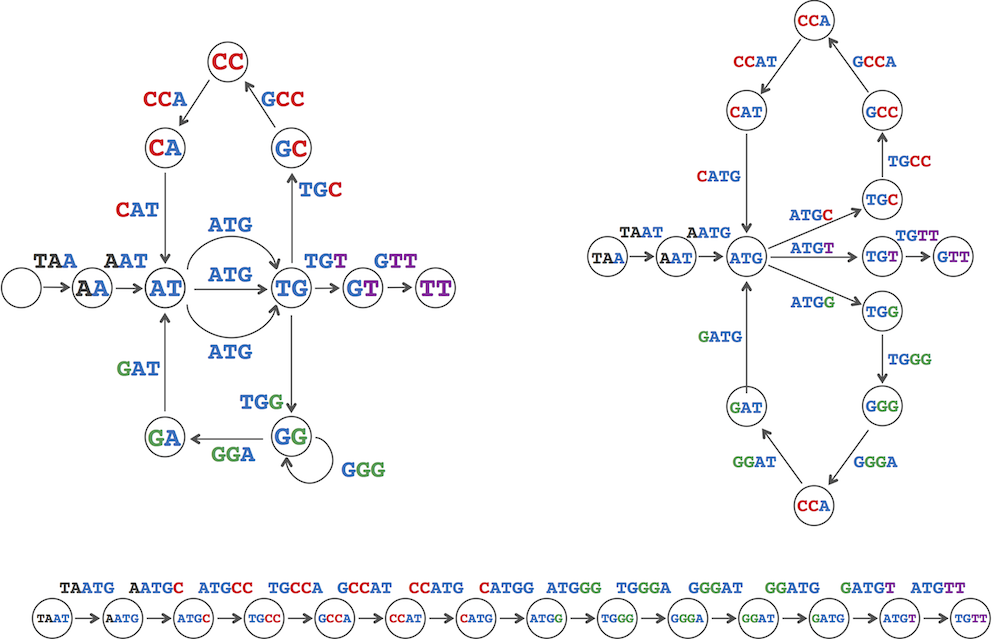 CC
CCA GCC
CA GC
CAT TGC
ATG
TAA AAT ATG TGT GTT
AA AT TG GT TT
ATG
GAT
TGG
GA GG
GGA GGG
CCA
CCAT GCCA
CAT GCC
CATG TGCC
TGC
ATGC
TAAT AATG ATGT TGTT
TAA AAT ATG TGT GTT
ATGG TGG
GATG TGGG
GAT GGG
GGAT GGGA
CCA
TAATG AATGC ATGCC TGCCA GCCAT CCATG CATGG ATGGG TGGGA GGGAT GGATG GATGT ATGTT
TAAT AATG ATGC TGCC GCCA CCAT CATG ATGG TGGG GGGA GGAT GATG ATGT TGTT